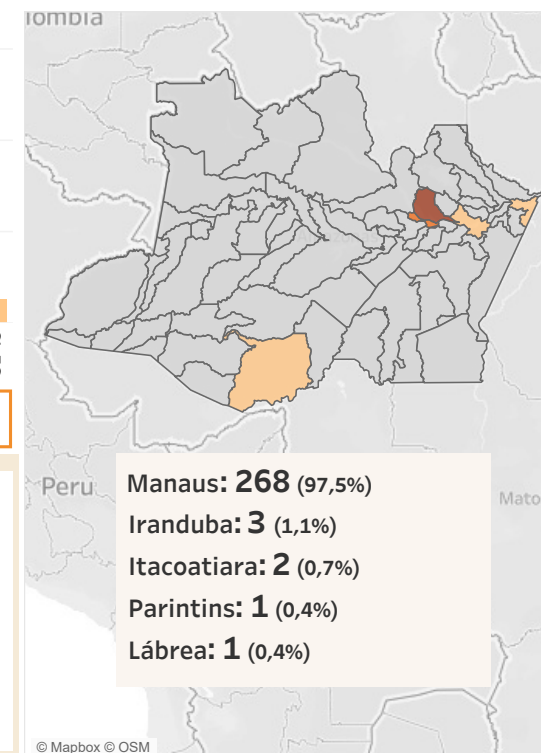 lombia
Peru
Mato
Manaus: 268 (97,5%)
Iranduba: 3 (1,1%)
Itacoatiara: 2 (0,7%)
Parintins: 1 (0,4%)
Lábrea: 1 (0,4%)
© Mapbox © OSM